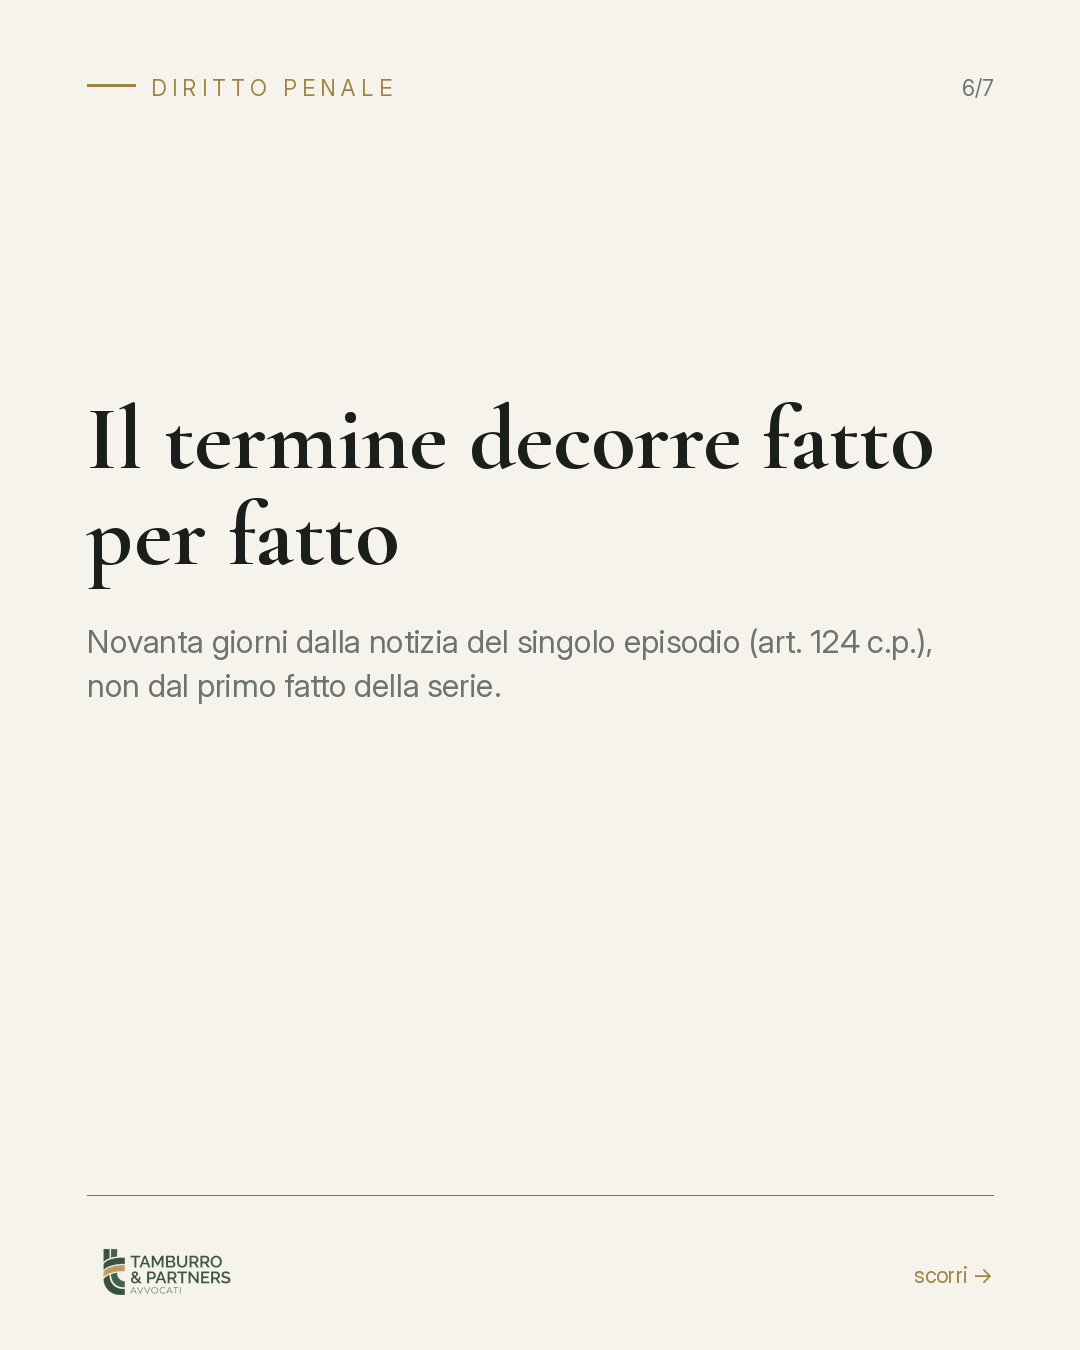 DIRITTO PENALE
6/7
Il termine decorre fatto
per fatto
Novanta giorni dalla notizia del singolo episodio (art. 124 c.p.),
non dal primo fatto della serie.
TAMBURRO
& PARTNERS
AVVOCATI
scorri →